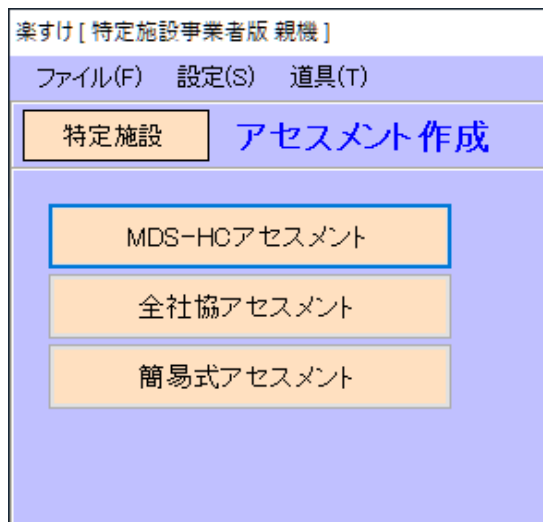 楽すけ [ 特定施設事業者版 親機 ]
ファイル(F) 設定(S) 道具(T)
特定施設 アセスメント作成
MDS-HCアセスメント
全社協アセスメント
簡易式アセスメント